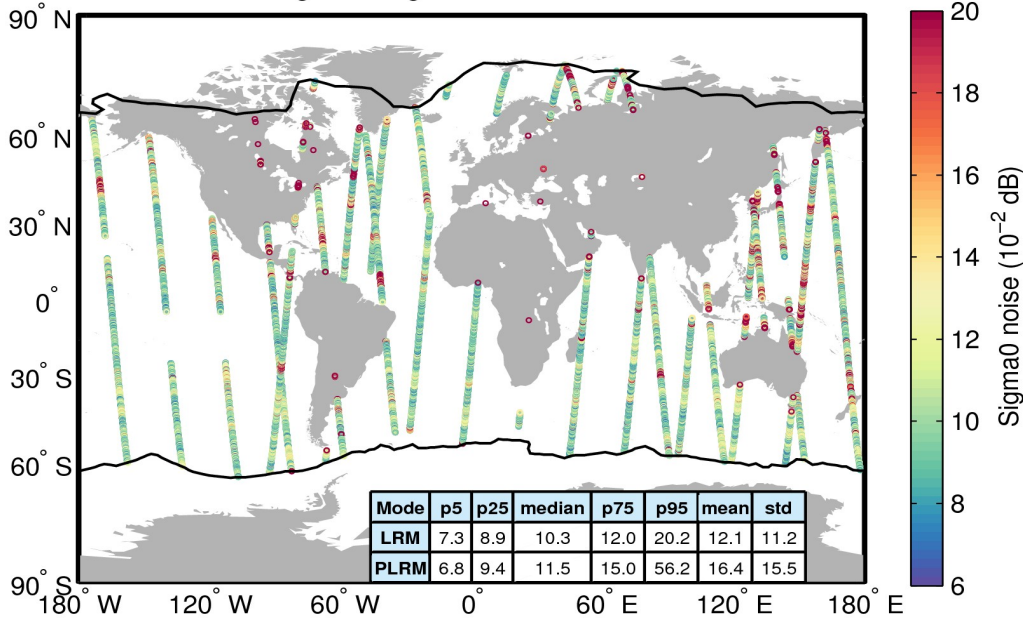 90° N
60° N
30° N
0°
30° S
60° S
90° S
180° W 120° W 60° W 0° 60° E 120° E 180° E
Mode p5 p25 median p75 p95 mean std
LRM 7.3 8.9 10.3 12.0 20.2 12.1 11.2
PLRM 6.8 9.4 11.5 15.0 56.2 16.4 15.5
20
18
16
14
12
10
8
6
Sigma0 noise (10⁻² dB)